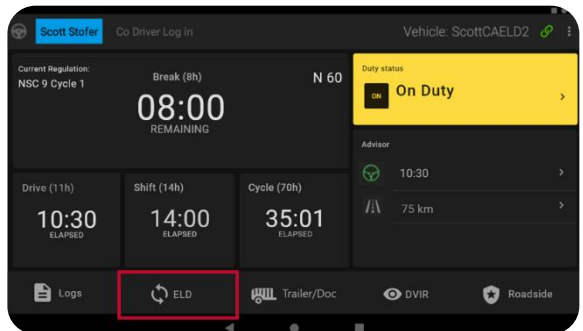 Scott Stofer Co Driver Log in Vehicle: ScottCAELD2
Current Regulation:
NSC 9 Cycle 1
Break (8h)
N 60
08:00
REMAINING
Duty status
ON On Duty
Advisor
10:30
75 km
Drive (11h) Shift (14h) Cycle (70h)
10:30 14:00 35:01
ELAPSED ELAPSED ELAPSED
Logs ELD Trailer/Doc DVIR Roadside